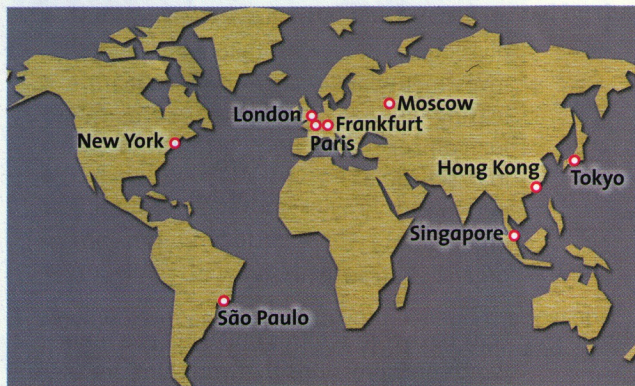 London
Moscow
Frankfurt
Paris
New York
Hong Kong
Tokyo
Singapore
São Paulo